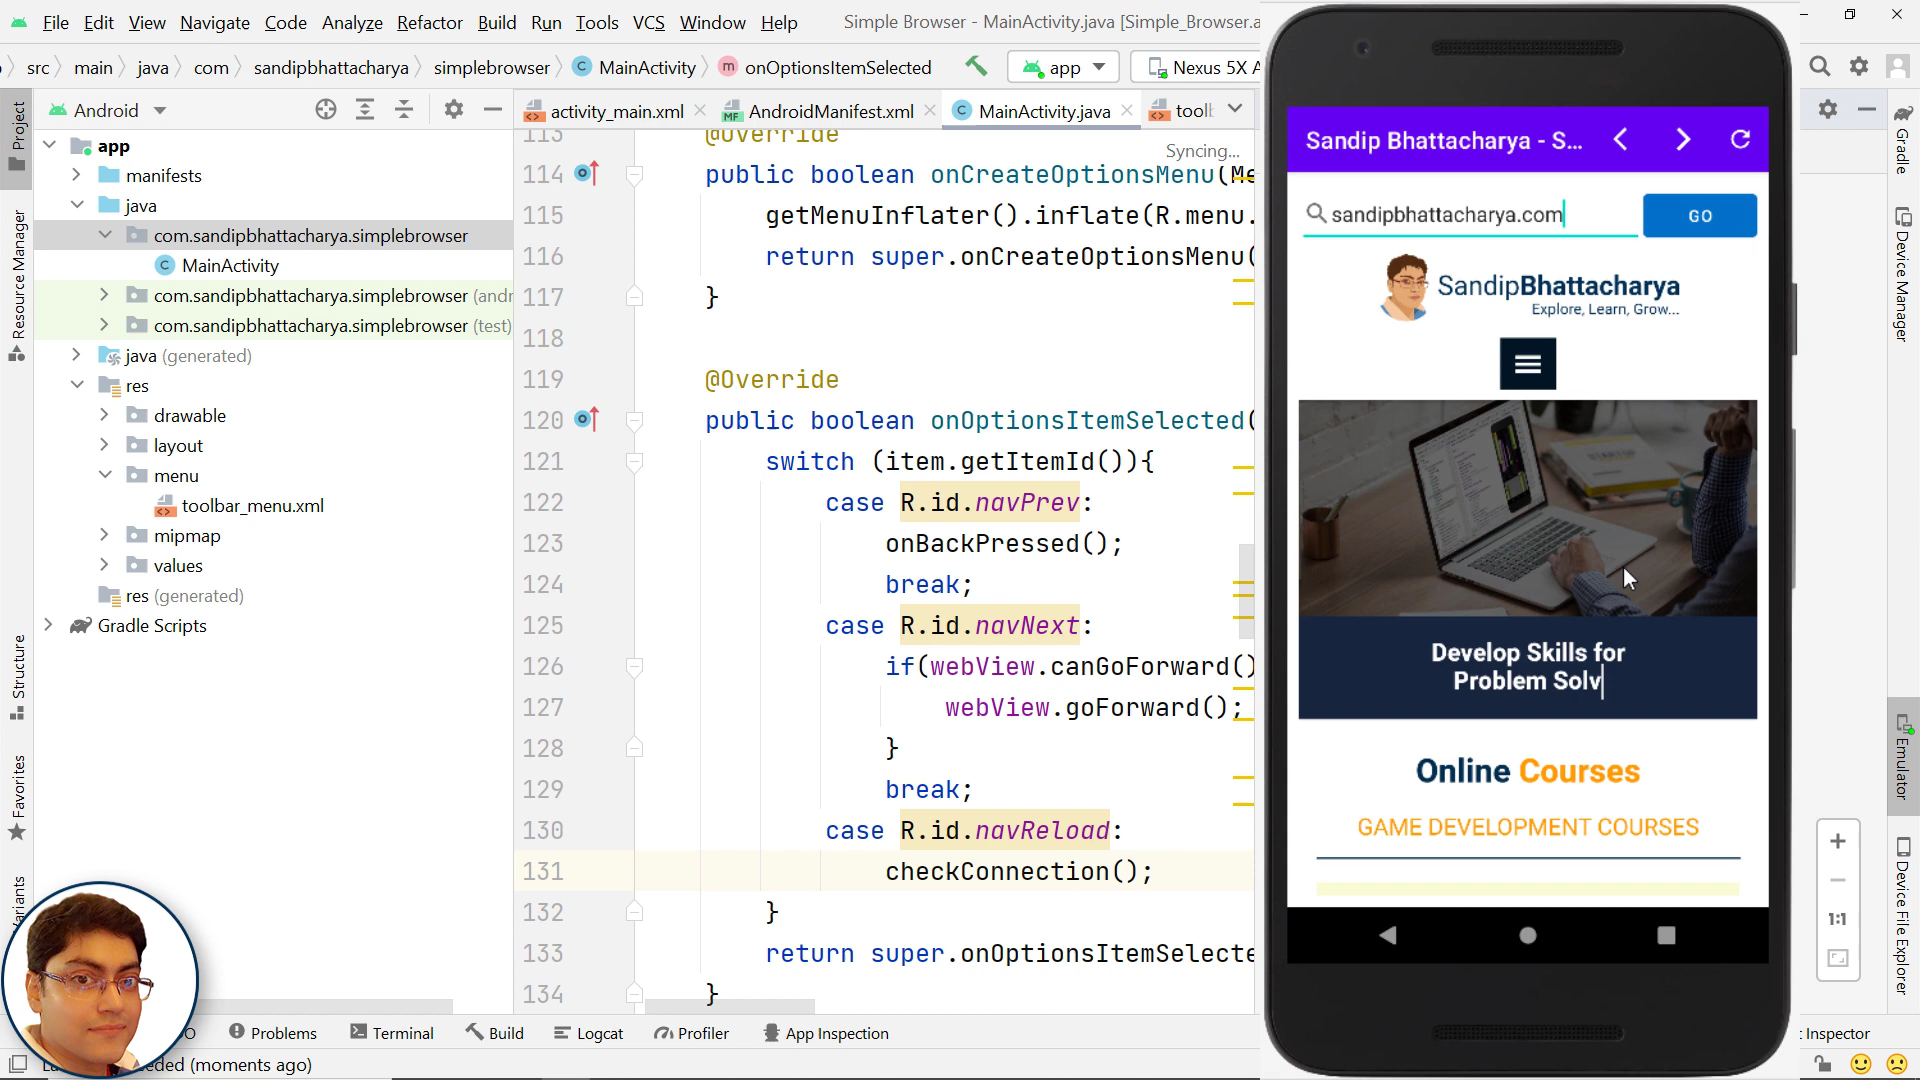 File Edit View Navigate Code Analyze Refactor Build Run Tools VCS Window Help Simple Browser - MainActivity.java [Simple_Browser.a
src main java com sandipbhattacharya simplebrowser MainActivity onOptionsItemSelected app Nexus 5X A
Project
Resource Manager
Structure
Favorites
Android
app
manifests
java
com.sandipbhattacharya.simplebrowser
MainActivity
com.sandipbhattacharya.simplebrowser (andr
com.sandipbhattacharya.simplebrowser (test)
java (generated)
res
drawable
layout
menu
toolbar_menu.xml
mipmap
values
res (generated)
Gradle Scripts
activity_main.xml AndroidManifest.xml MainActivity.java toolb
Syncing...
113 @Override
114 public boolean onCreateOptionsMenu(Me
115 getMenuInflater().inflate(R.menu.
116 return super.onCreateOptionsMenu(
117 }
118
119 @Override
120 public boolean onOptionsItemSelected(
121 switch (item.getItemId()){
122 case R.id.navPrev:
123 onBackPressed();
124 break;
125 case R.id.navNext:
126 if(webView.canGoForward()
127 webView.goForward();
128 }
129 break;
130 case R.id.navReload:
131 checkConnection();
132 }
133 return super.onOptionsItemSelecte
134 }
Sandip Bhattacharya - S...
sandipbhattacharya.com GO
SandipBhattacharya
Explore, Learn, Grow...
Develop Skills for
Problem Solv
Online Courses
GAME DEVELOPMENT COURSES
Gradle
Device Manager
Emulator
Device File Explorer
1:1
Problems Terminal Build Logcat Profiler App Inspection t Inspector
eded (moments ago)